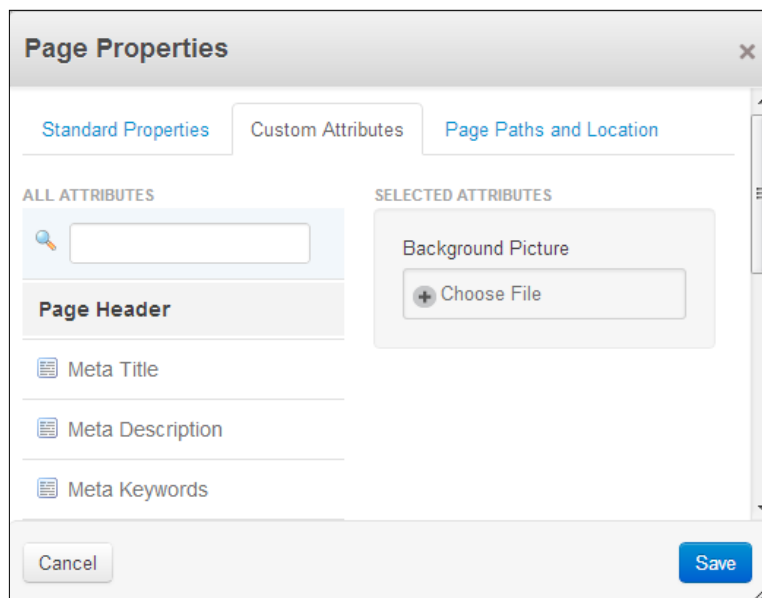 Page Properties
×
Standard Properties
Custom Attributes
Page Paths and Location
ALL ATTRIBUTES
Page Header
Meta Title
Meta Description
Meta Keywords
SELECTED ATTRIBUTES
Background Picture
Choose File
Cancel
Save